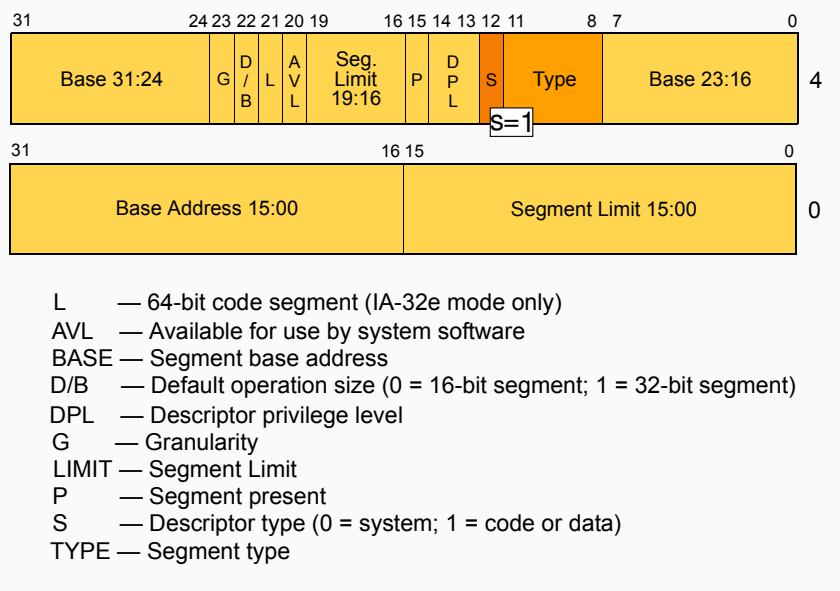 31 24 23 22 21 20 19 16 15 14 13 12 11 8 7 0
Base 31:24 G D/B L AVL Seg. Limit 19:16 P DPL S Type Base 23:16 4
s=1
31 16 15 0
Base Address 15:00 Segment Limit 15:00 0
L — 64-bit code segment (IA-32e mode only)
AVL — Available for use by system software
BASE — Segment base address
D/B — Default operation size (0 = 16-bit segment; 1 = 32-bit segment)
DPL — Descriptor privilege level
G — Granularity
LIMIT — Segment Limit
P — Segment present
S — Descriptor type (0 = system; 1 = code or data)
TYPE — Segment type